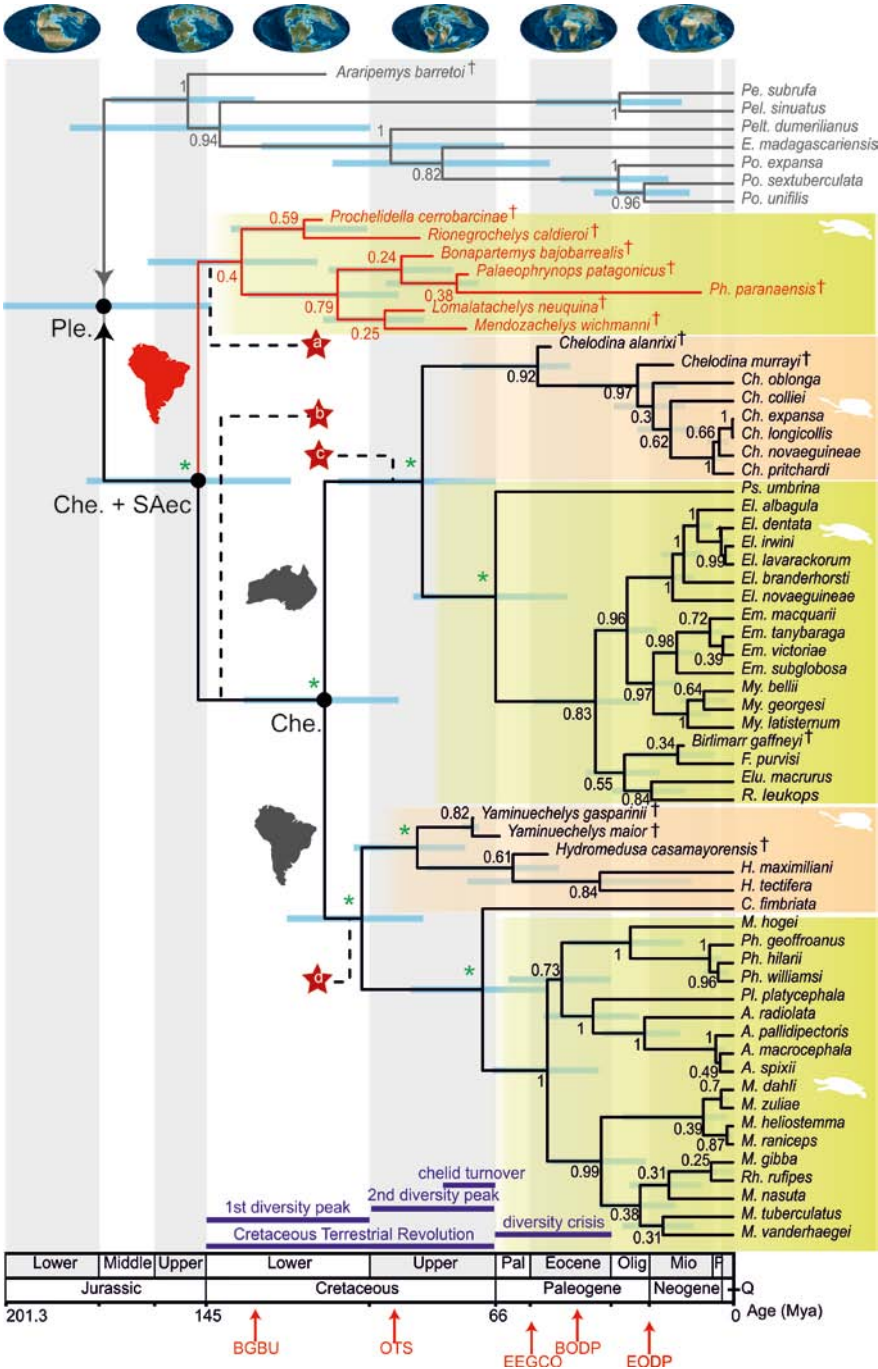 Araripemys barretoi †
1
Pe. subrufa
Pel. sinuatus
1
0.94
Pelt. dumerilianus
1
E. madagascariensis
0.82
Po. expansa
1
Po. sextuberculata
0.96
Po. unifilis
Prochelidella cerrobarcinae †
0.59
Rionegrochelys caldieroi †
0.4
Bonapartemys bajobarrealis †
0.24
Palaeophrynops patagonicus †
0.38
Ph. paranaensis †
0.79
Lomalatachelys neuquina †
0.25
Mendozachelys wichmanni †
Ple.
a
Chelodina alanrixi †
0.92
Chelodina murrayi †
0.97
Ch. oblonga
0.3
Ch. colliei
0.62
Ch. expansa
1
0.66
Ch. longicollis
Ch. novaeguineae
1
Ch. pritchardi
b
c
*
*
Che. + SAec
Ps. umbrina
El. albagula
1
El. dentata
1
1
El. irwini
0.99
El. lavarackorum
El. branderhorsti
1
El. novaeguineae
*
0.96
Em. macquarii
0.72
Em. tanybaraga
0.98
Em. victoriae
0.39
Em. subglobosa
0.97
My. bellii
0.64
My. georgesi
1
My. latisternum
0.83
Birlimarr gaffneyi †
0.34
F. purvisi
0.55
Elu. macrurus
0.84
R. leukops
*
Che.
Yaminuechelys gasparinii †
0.82
Yaminuechelys maior †
*
Hydromedusa casamayorensis †
0.61
H. maximiliani
0.84
H. tectifera
*
C. fimbriata
M. hogei
Ph. geoffroanus
1
Ph. hilarii
0.96
Ph. williamsi
0.73
*
d
Pl. platycephala
A. radiolata
1
A. pallidipectoris
1
1
A. macrocephala
0.49
A. spixii
1
M. dahli
0.7
M. zuliae
0.39
M. heliostemma
0.87
M. raniceps
0.99
M. gibba
0.25
0.31
Rh. rufipes
M. nasuta
0.38
M. tuberculatus
0.31
M. vanderhaegei
chelid turnover
2nd diversity peak
1st diversity peak
Cretaceous Terrestrial Revolution
diversity crisis
Lower Middle Upper Lower Upper Pal Eocene Olig Mio P
Jurassic Cretaceous Paleogene Neogene Q
201.3 145 66 0 Age (Mya)
BGBU OTS EEGCO BODP EODP